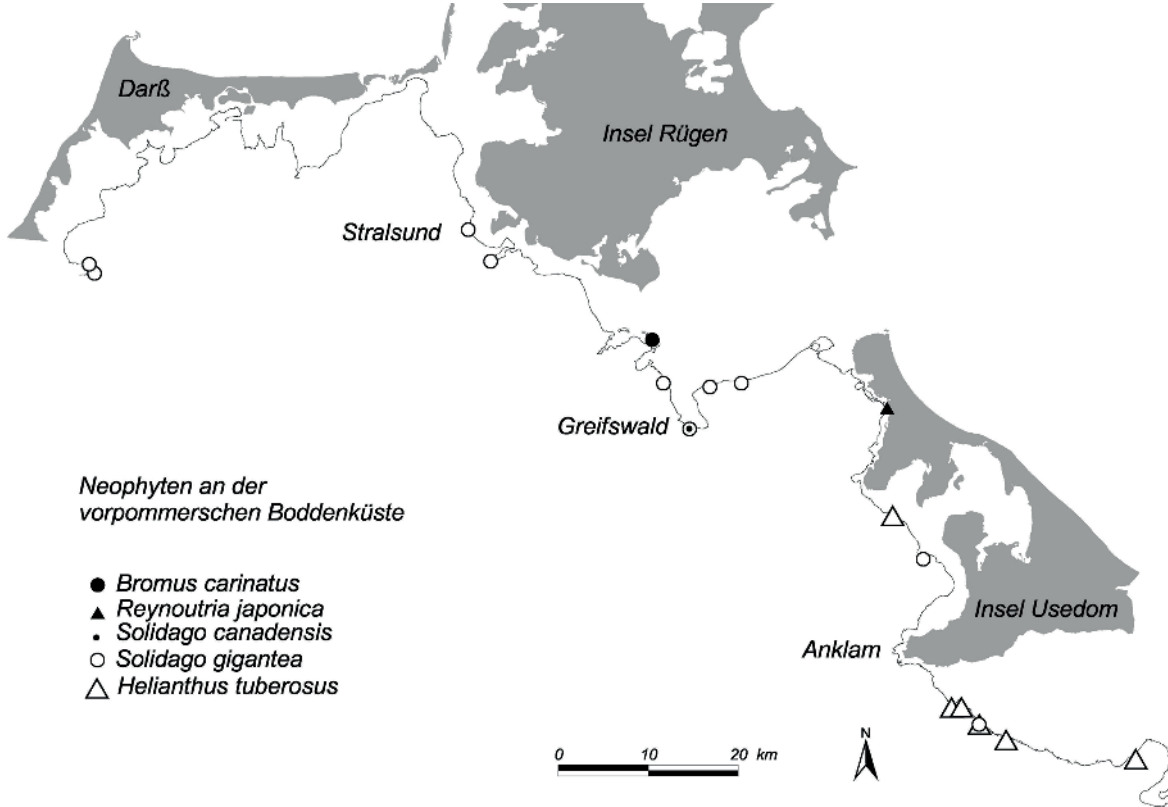 Darß
Insel Rügen
Stralsund
Greifswald
Neophyten an der
vorpommerschen Boddenküste
Bromus carinatus
Reynoutria japonica
Solidago canadensis
Solidago gigantea
Helianthus tuberosus
Insel Usedom
Anklam
N
0 10 20 km